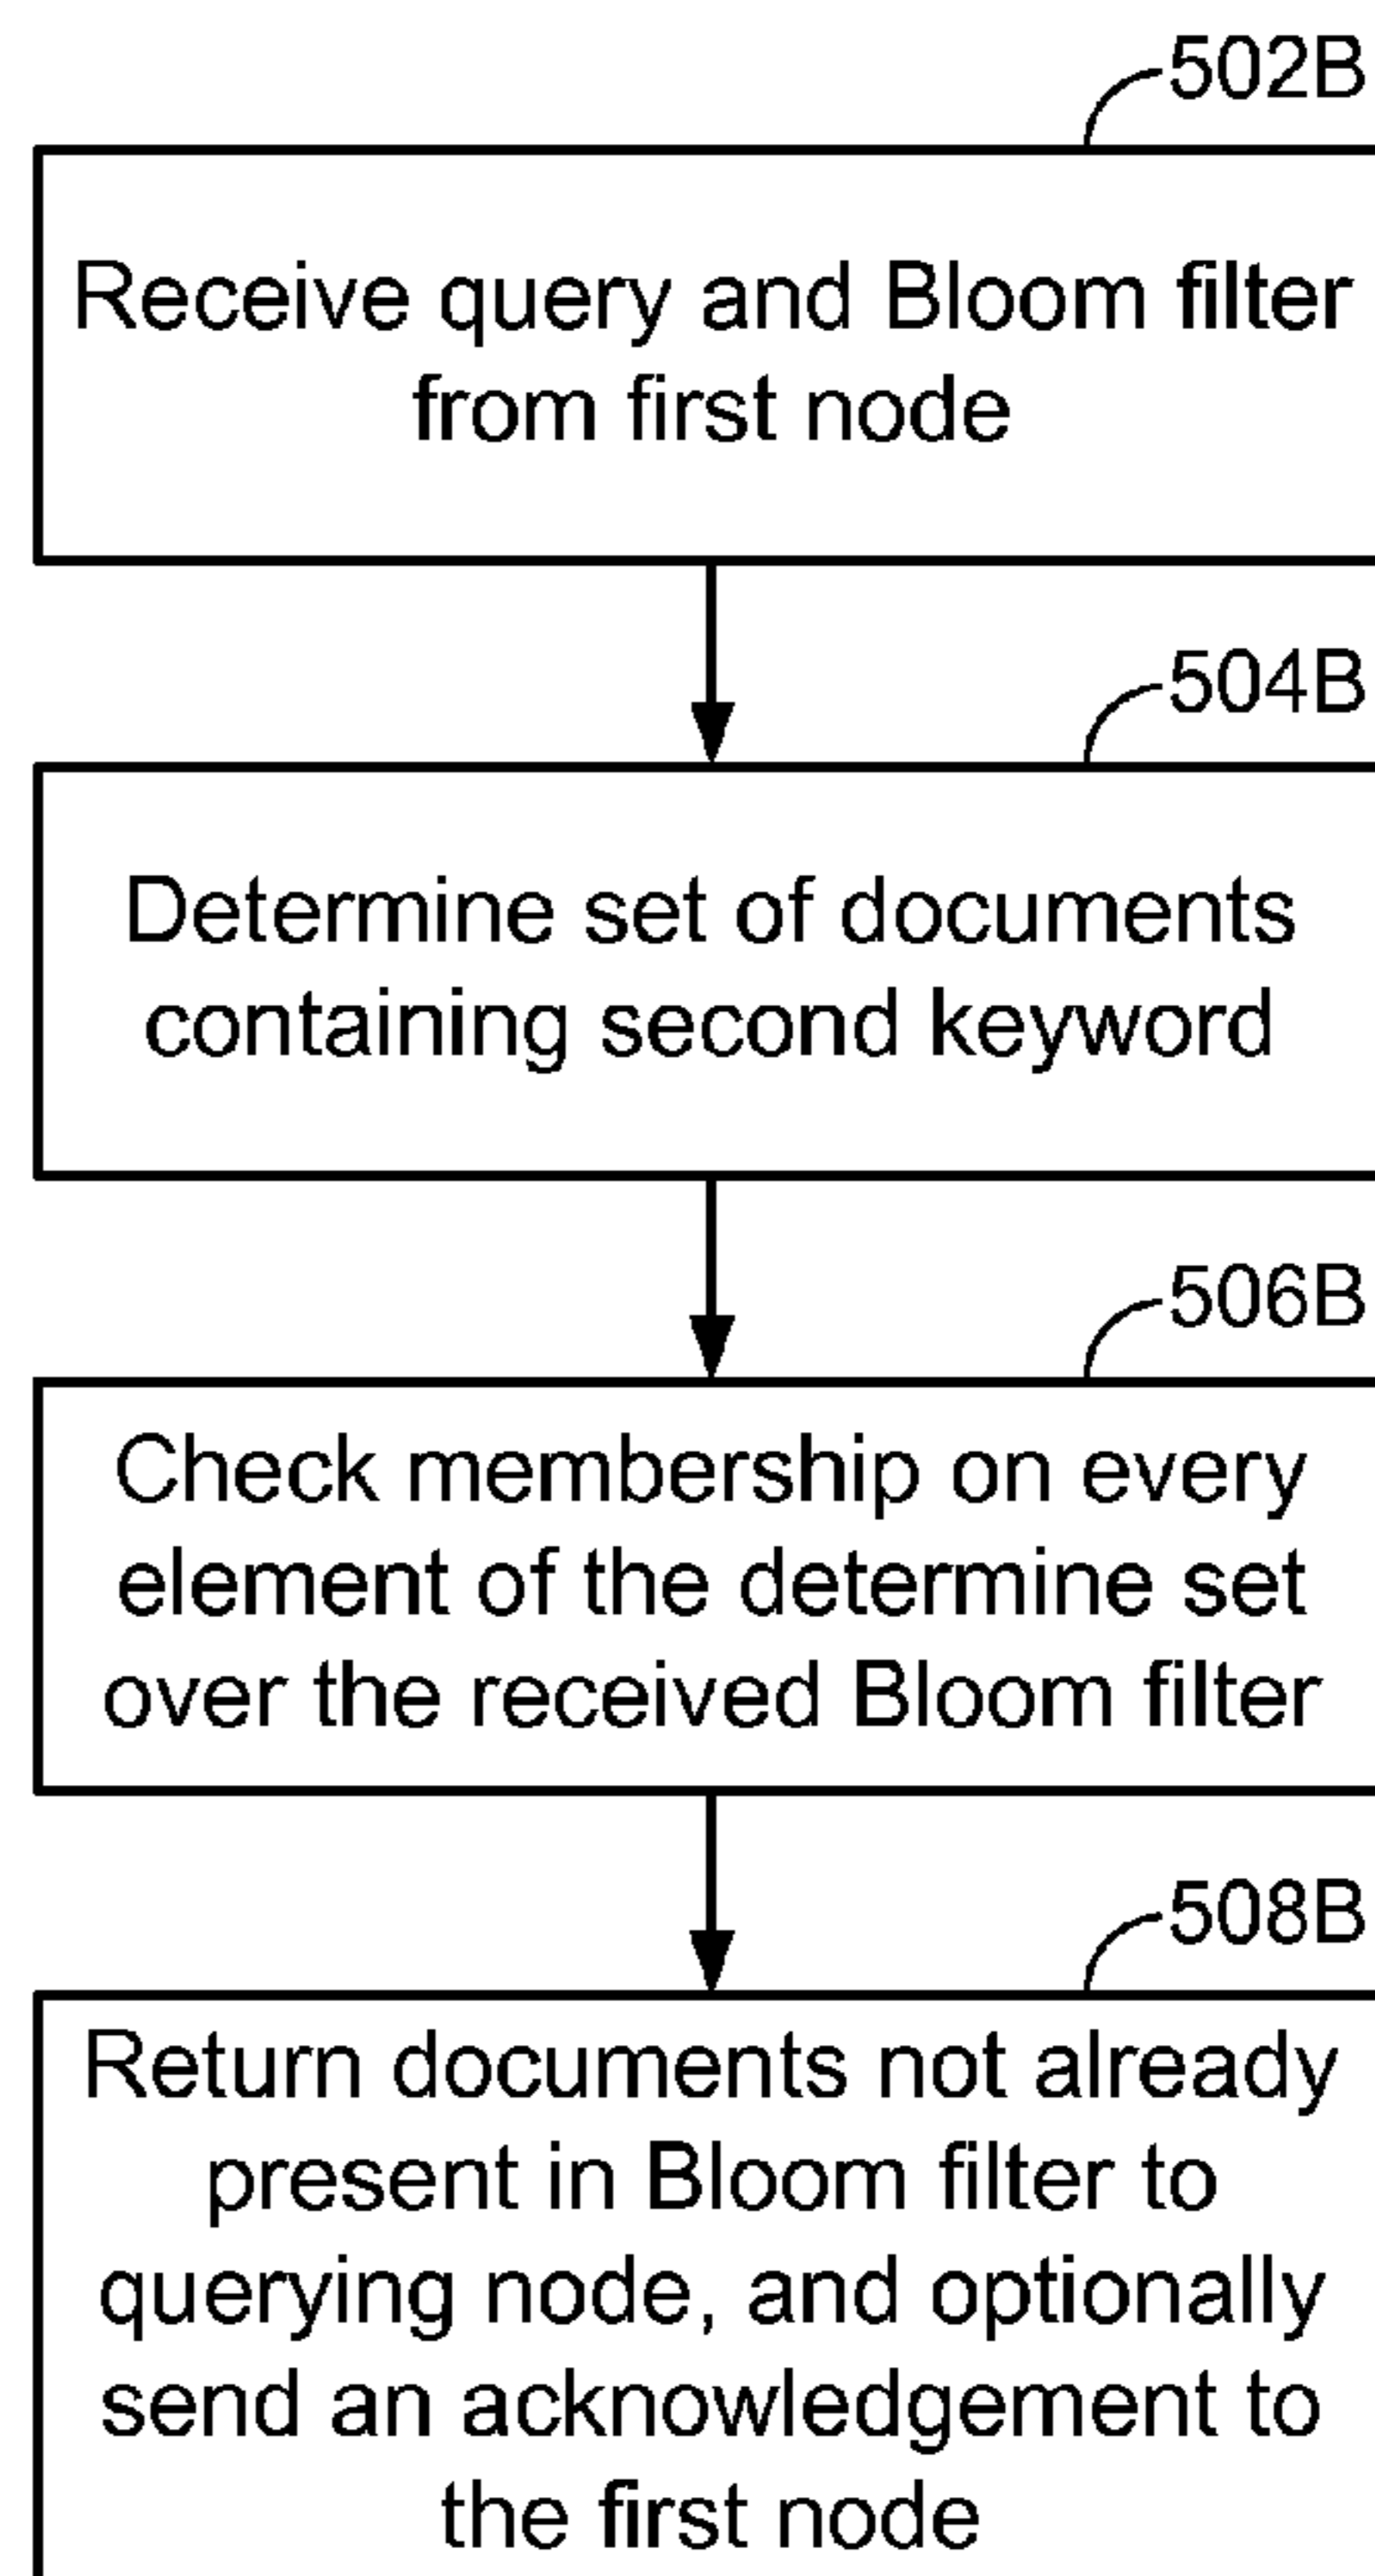 502B
Receive query and Bloom filter
from first node
504B
Determine set of documents
containing second keyword
506B
Check membership on every
element of the determine set
over the received Bloom filter
508B
Return documents not already
present in Bloom filter to
querying node, and optionally
send an acknowledgement to
the first node